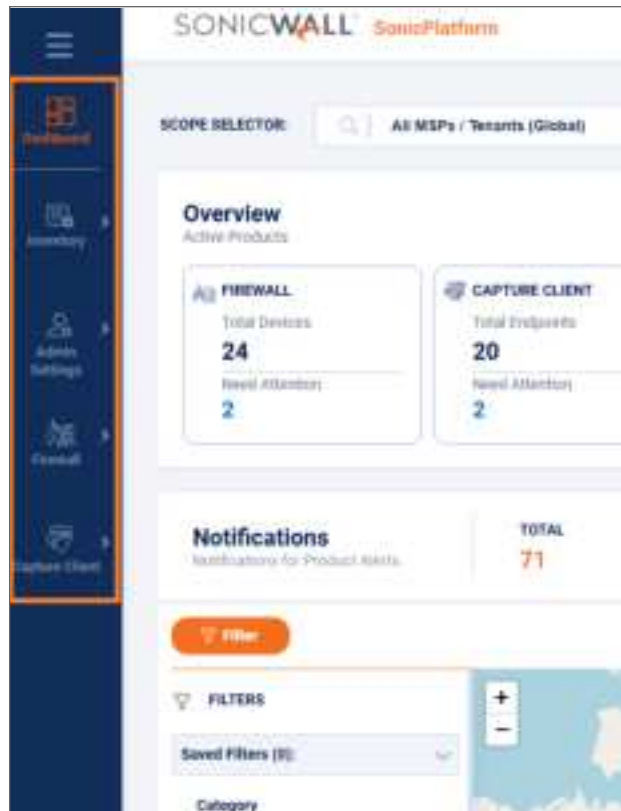 SONICWALL SonicPlatform
Dashboard
Inventory
Admin
Settings
Firewall
Capture Client
SCOPE SELECTOR: All MSPs / Tenants (Global)
Overview
Active Products
FIREWALL
Total Devices
24
Need Attention
2
CAPTURE CLIENT
Total Endpoints
20
Need Attention
2
Notifications
Notifications for Product Alerts
TOTAL
71
Filter
FILTERS
Saved Filters (0):
Category
+
−